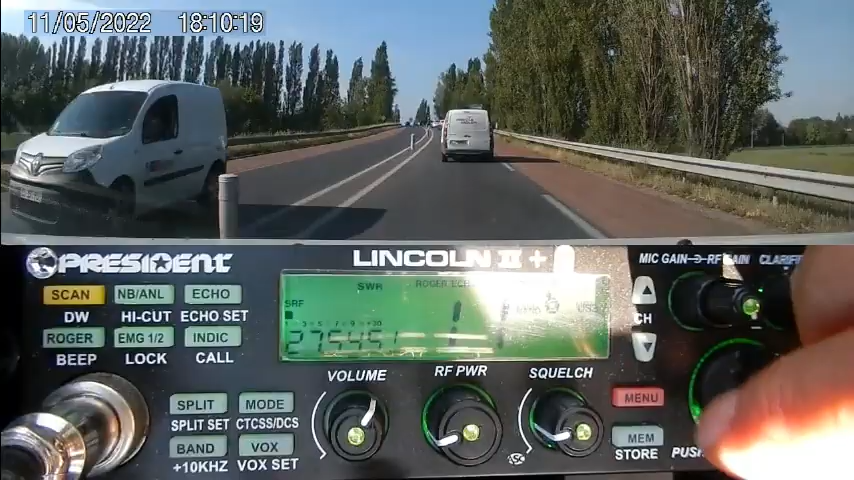 11/05/2022 18:10:19
PRESIDENT LINCOLN II +
MIC GAIN RF GAIN
SCAN NB/ANL ECHO
DW HI-CUT ECHO SET
ROGER EMG 1/2 INDIC
BEEP LOCK CALL
SWR
SRF
CH
VOLUME RF PWR SQUELCH
SPLIT MODE
SPLIT SET CTCSS/DCS
BAND VOX
+10KHZ VOX SET
MENU
MEM
STORE
ASC